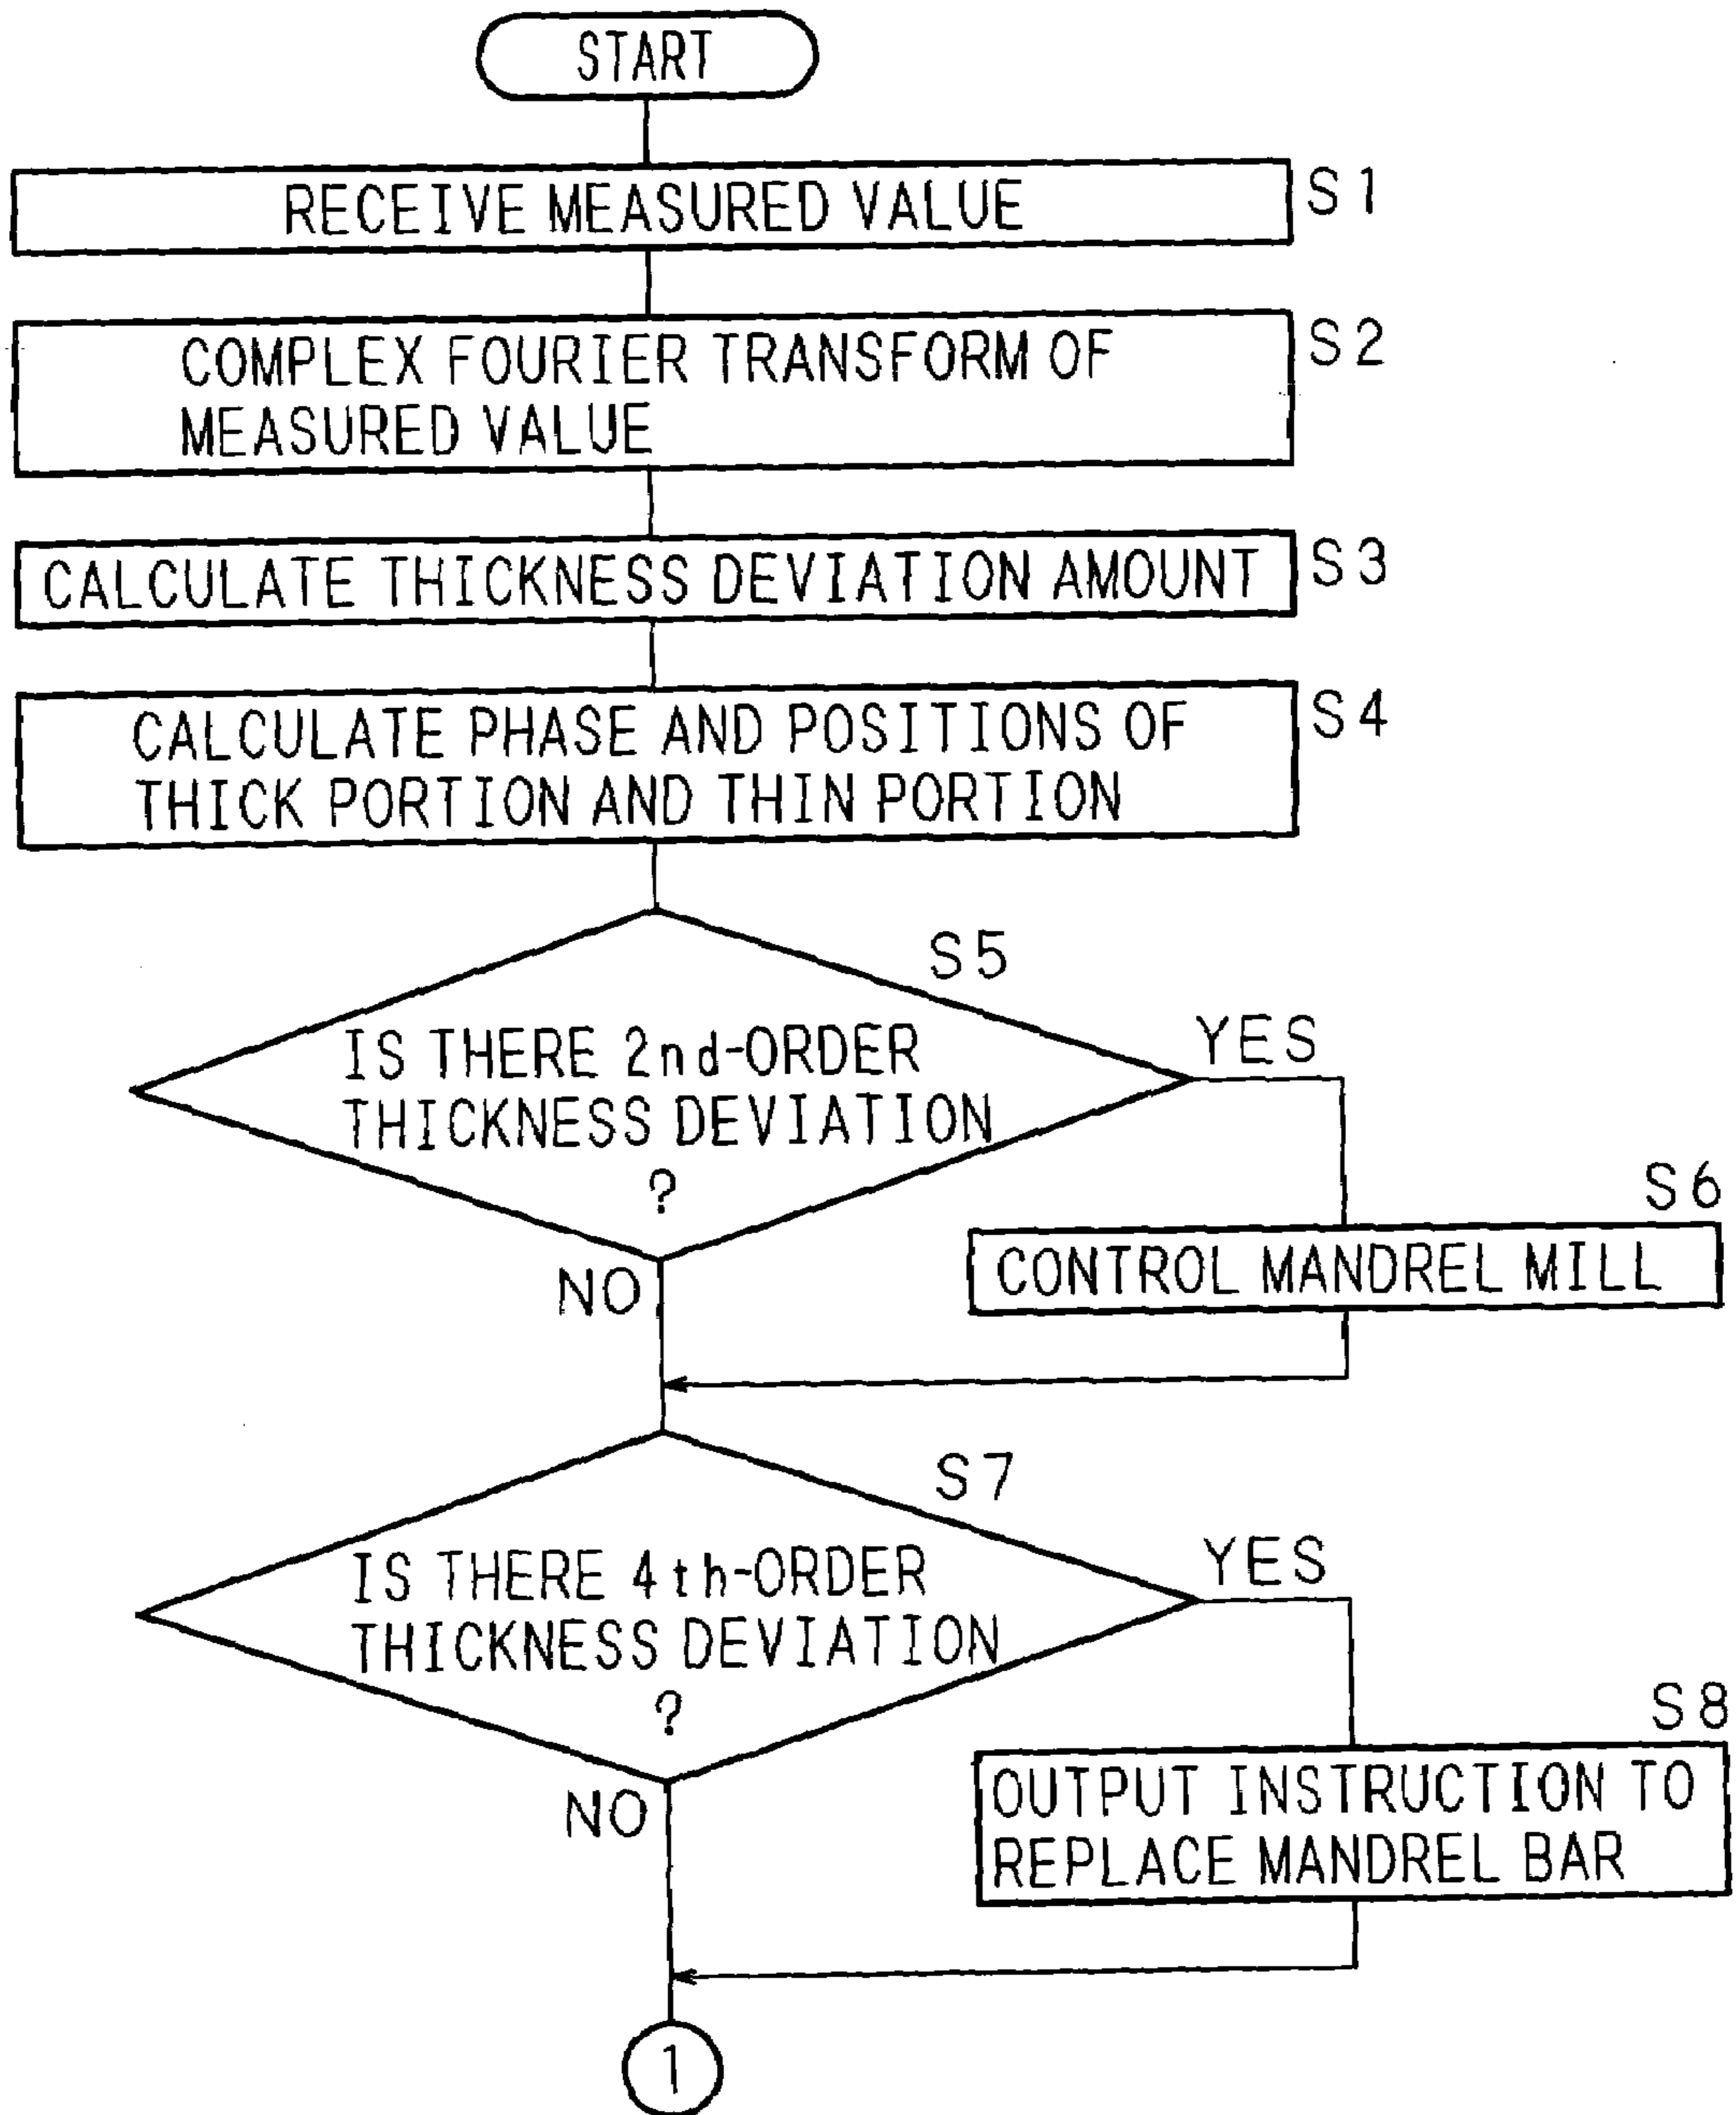 START
RECEIVE MEASURED VALUE
S1
COMPLEX FOURIER TRANSFORM OF
MEASURED VALUE
S2
CALCULATE THICKNESS DEVIATION AMOUNT
S3
CALCULATE PHASE AND POSITIONS OF
THICK PORTION AND THIN PORTION
S4
S5
IS THERE 2nd-ORDER
THICKNESS DEVIATION
?
YES
NO
S6
CONTROL MANDREL MILL
S7
IS THERE 4th-ORDER
THICKNESS DEVIATION
?
YES
NO
S8
OUTPUT INSTRUCTION TO
REPLACE MANDREL BAR
1